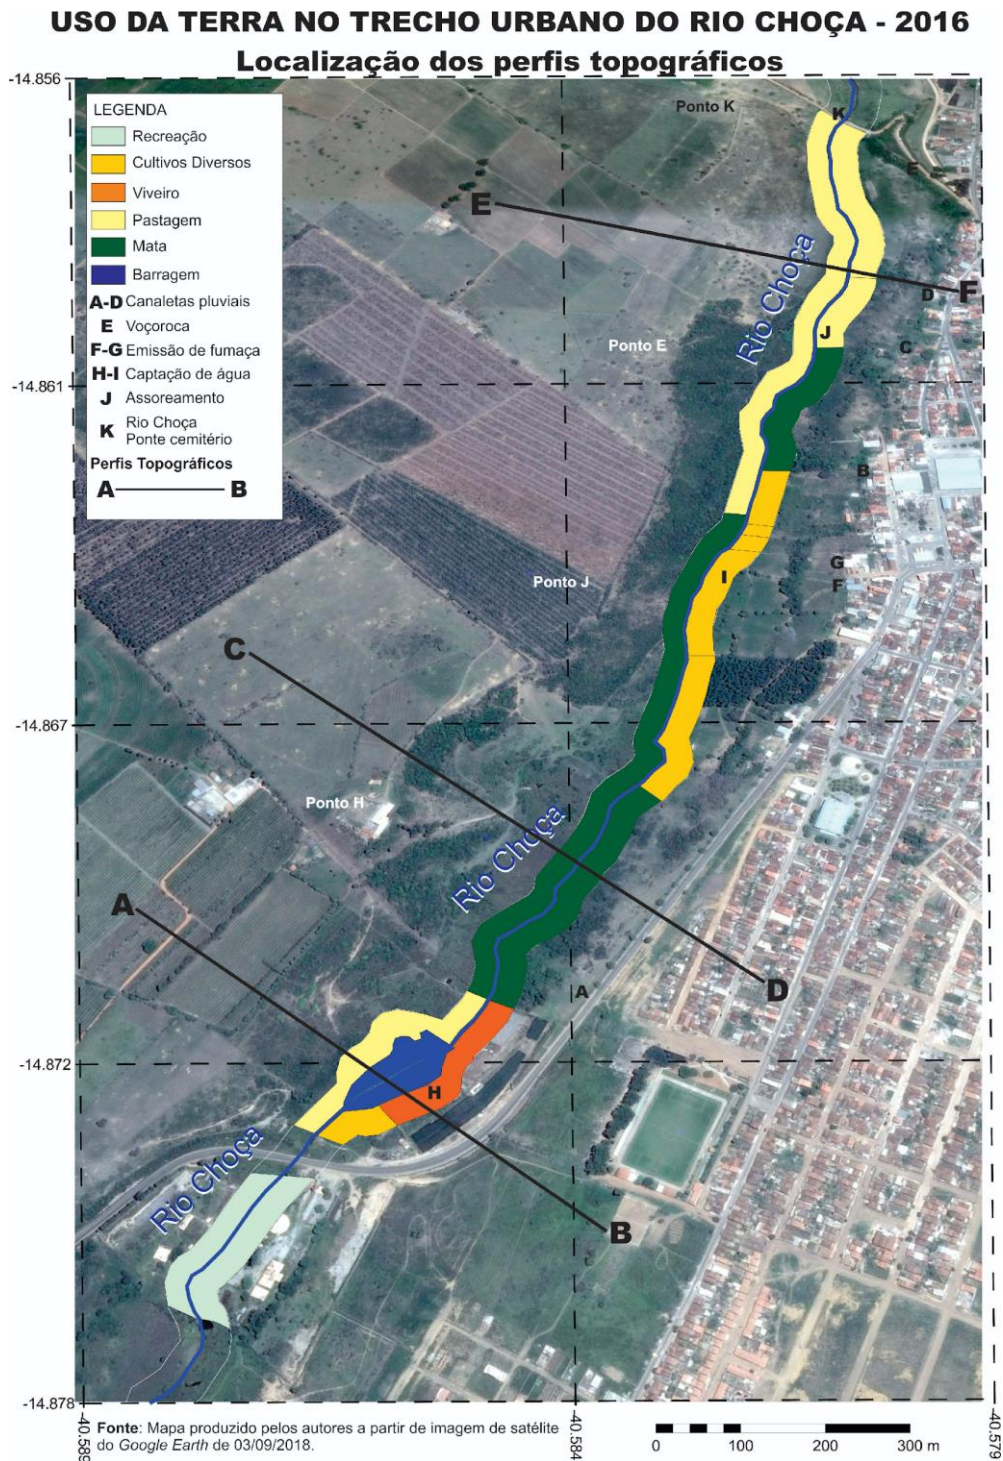 USO DA TERRA NO TRECHO URBANO DO RIO CHOÇA - 2016
Localização dos perfis topográficos
-14.856
LEGENDA
Recreação
Cultivos Diversos
Viveiro
Pastagem
Mata
Barragem
A-D Canaletas pluviais
E Voçoroca
F-G Emissão de fumaça
H-I Captação de água
J Assoreamento
K Rio Choça
Ponte cemitério
Perfis Topográficos
A B
Ponto K
K
E
E
F
D
Rio Choça
J
C
Ponto E
-14.861
B
G
F
I
Ponto J
C
-14.867
Ponto H
Rio Choça
A
D
A
-14.872
H
Rio Choça
B
-14.878
-40.589
-40.584
-40.579
Fonte: Mapa produzido pelos autores a partir de imagem de satélite
do Google Earth de 03/09/2018.
0 100 200 300 m